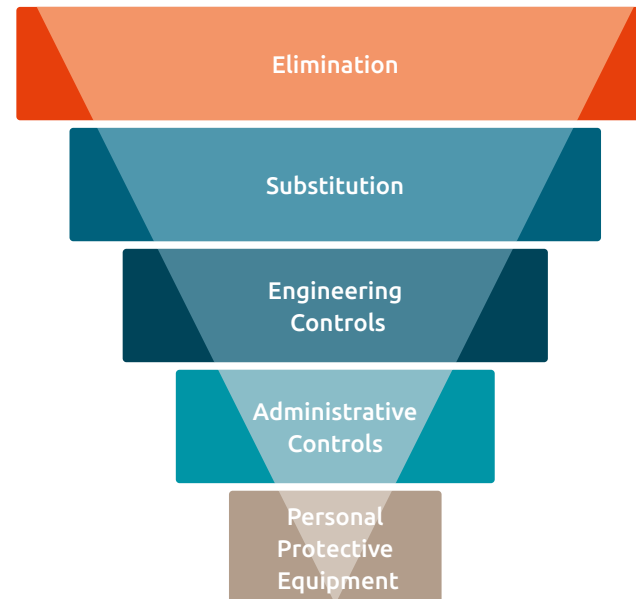 Elimination
Substitution
Engineering
Controls
Administrative
Controls
Personal
Protective
Equipment